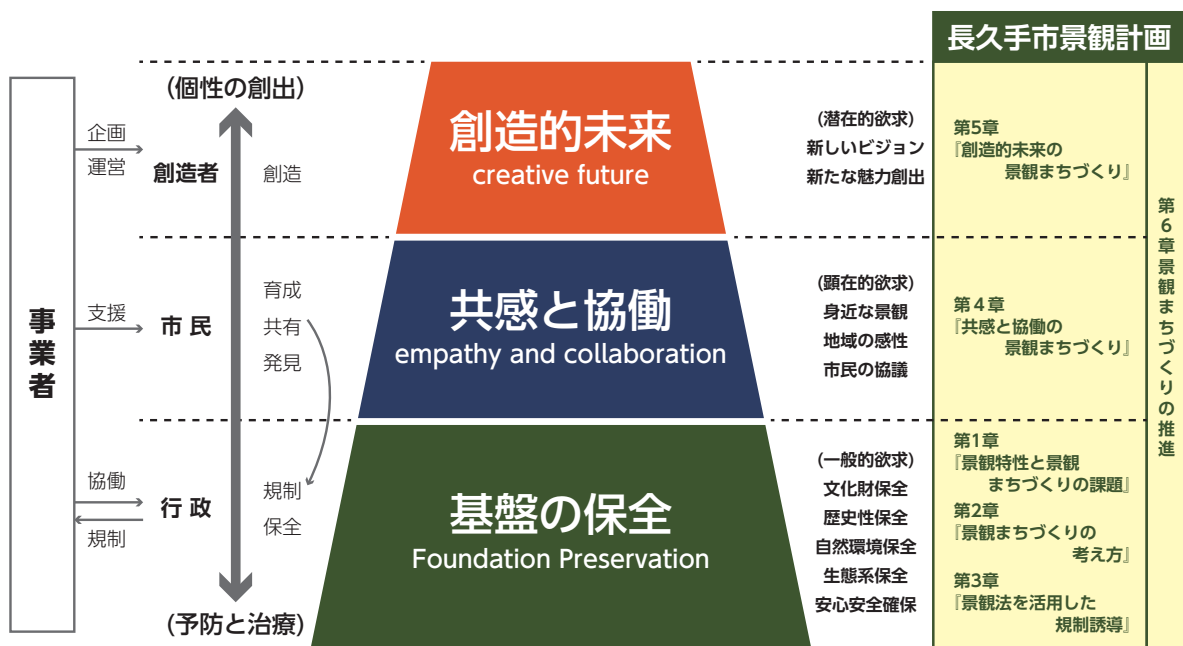 長久手市景観計画
事業者
企画
運営
支援
協働
規制
(個性の創出)
創造者
創造
市民
育成
共有
発見
行政
規制
保全
(予防と治療)
創造的未来
creative future
共感と協働
empathy and collaboration
基盤の保全
Foundation Preservation
(潜在的欲求)
新しいビジョン
新たな魅力創出
(顕在的欲求)
身近な景観
地域の感性
市民の協議
(一般的欲求)
文化財保全
歴史性保全
自然環境保全
生態系保全
安心安全確保
第5章
『創造的未来の
景観まちづくり』
第4章
『共感と協働の
景観まちづくり』
第1章
『景観特性と景観
まちづくりの課題』
第2章
『景観まちづくりの
考え方』
第3章
『景観法を活用した
規制誘導』
第6章景観まちづくりの推進